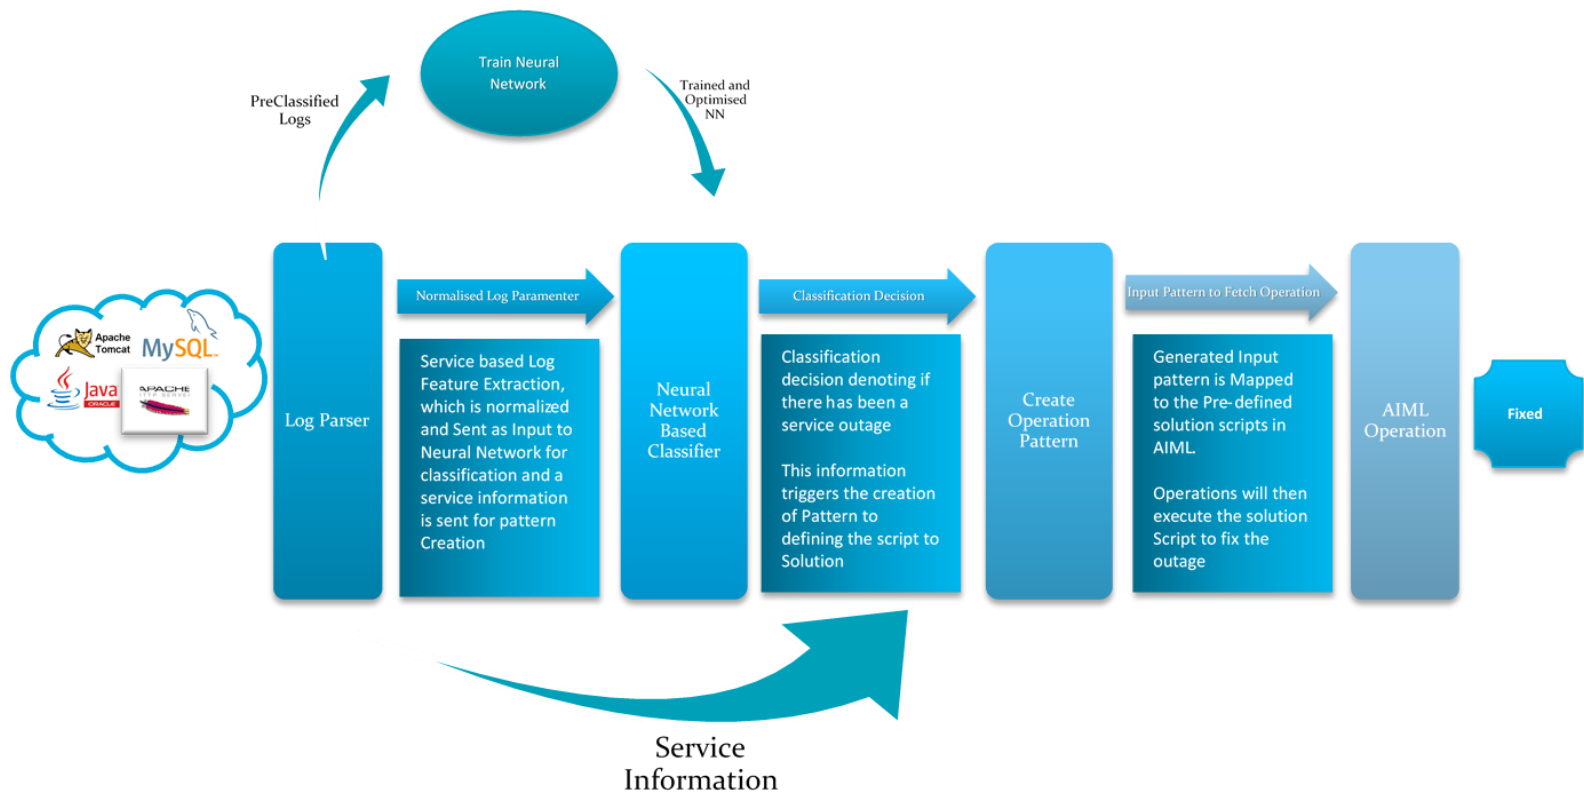 Train Neural
Network
PreClassified
Logs
Trained and
Optimised
NN
Apache
Tomcat
MySQL™
Java
ORACLE
APACHE
HTTP SERVER
Log Parser
Normalised Log Paramenter
Service based Log
Feature Extraction,
which is normalized
and Sent as Input to
Neural Network for
classification and a
service information
is sent for pattern
Creation
Neural
Network
Based
Classifier
Classification Decision
Classification
decision denoting if
there has been a
service outage
This information
triggers the creation
of Pattern to
defining the script to
Solution
Create
Operation
Pattern
Input Pattern to Fetch Operation
Generated Input
pattern is Mapped
to the Pre-defined
solution scripts in
AIML.
Operations will then
execute the solution
Script to fix the
outage
AIML
Operation
Fixed
Service
Information